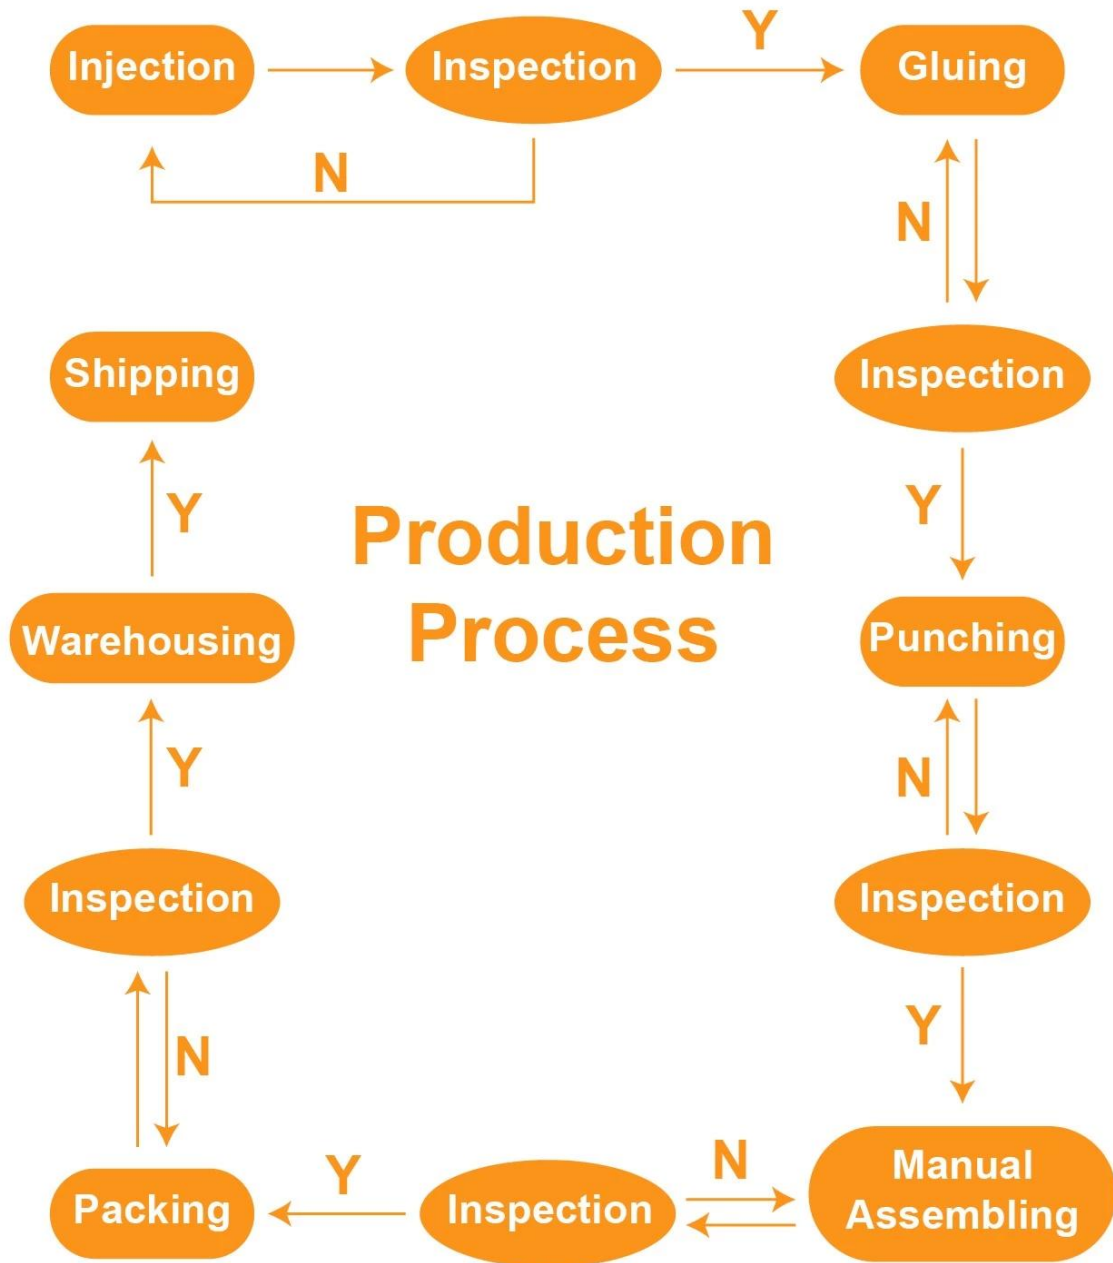 Injection
Inspection
Y
Gluing
N
N
Inspection
Shipping
Y
Y
Production
Process
Warehousing
Punching
Y
N
Inspection
Inspection
Y
N
Manual
Assembling
N
Inspection
Y
Packing